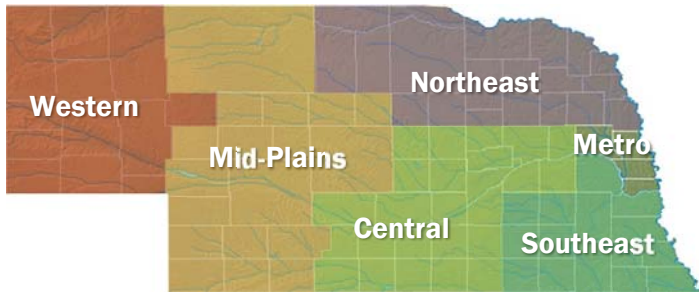 Northeast
Western
Metro
Mid-Plains
Central
Southeast